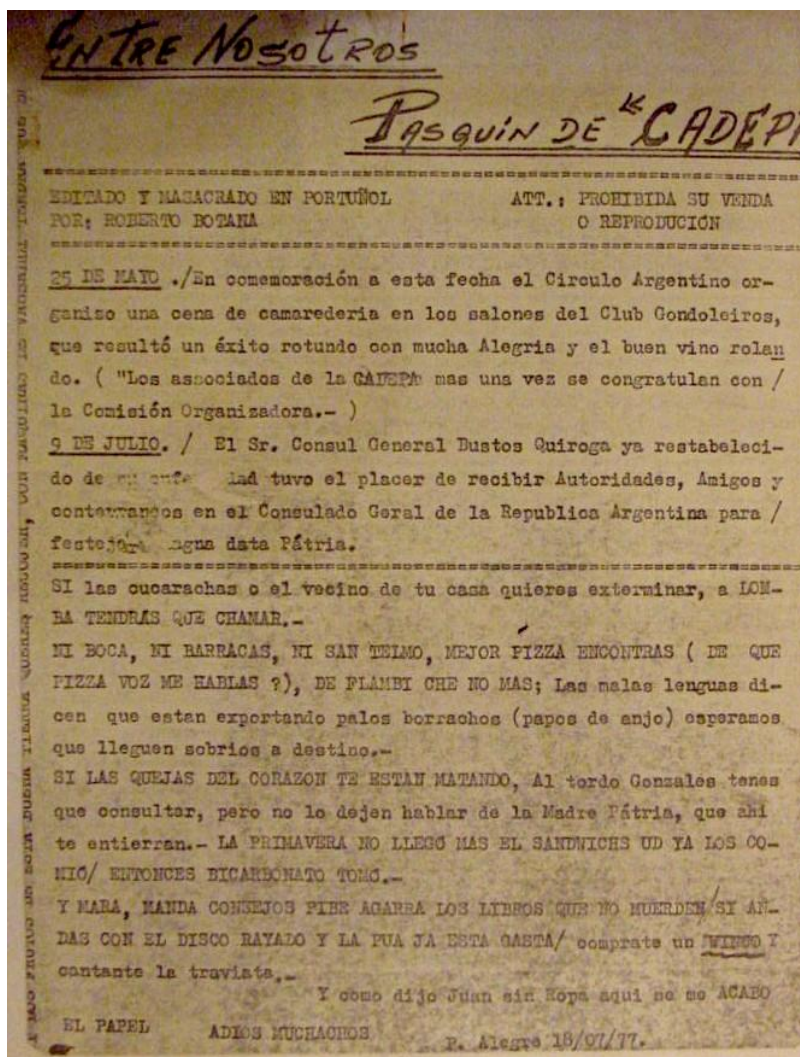 ENTRE NOSOTROS
PASQUÍN DE "CADEPA
EDITADO Y MASACRADO EN PORTUÑOL
POR: ROBERTO BOTANA
ATT.: PROHIBIDA SU VENDA
O REPRODUCIÓN
25 DE MAYO ./En comemoración a esta fecha el Circulo Argentino or-
ganizo una cena de camarederia en los salones del Club Gondoleiros,
que resultó un éxito rotundo con mucha Alegria y el buen vino rolan
do. ( "Los associados de la CADEPA" mas una vez se congratulan con /
la Comisión Organizadora.- )
9 DE JULIO. / El Sr. Consul General Bustos Quiroga ya restableci-
do de su tuvo el placer de recibir Autoridades, Amigos y
conterraneos en el Consulado Geral de la Republica Argentina para /
data Pátria.
SI las cucarachas o el vecino de tu casa quieres exterminar, a LOM-
BA TENDRÁS QUE CHAMAR.-
NI BOCA, NI BARRACAS, NI SAN TELMO, MEJOR PIZZA ENCONTRAS ( DE QUE
PIZZA VOZ ME HABLAS ?), DE FLAMBI CHE NO MAS; Las malas lenguas di-
cen que estan exportando palos borrachos (papos de anjo) esperamos
que lleguen sobrios a destino.-
SI LAS QUEJAS DEL CORAZON TE ESTAN MATANDO, Al tordo Gonzales tenes
que consultar, pero no lo dejen hablar de la Madre Pátria, que ahi
te entierran.- LA PRIMAVERA NO LLEGÓ MAS EL SANDWICHS UD YA LOS CO-
MIÓ/ ENTONCES BICARBONATO TOMÓ.-
Y MARA, MANDA CONSEJOS PIBE AGARRA LOS LIBROS QUE NO MUERDEN/SI AN-
DAS CON EL DISCO RAYADO Y LA PUA JA ESTA GASTA/ comprate un WINCO Y
cantante la traviata.-
Y como dijo Juan sin Ropa aqui se me ACABO
EL PAPEL ADIOS MUCHACHOS P. Alegre 18/07/77.